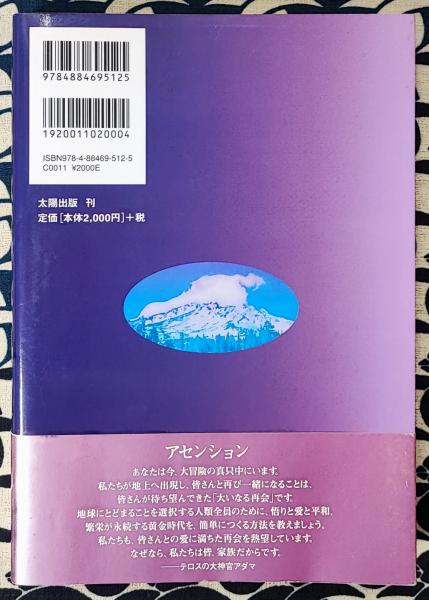 9784884695125
1920011020004
ISBN978-4-88469-512-5
C0011 ¥2000E
太陽出版 刊
定価[本体2,000円]+税
アセンション
あなたは今、大冒険の真只中にいます。
私たちが地上へ出現し、皆さんと再び一緒になることは、
皆さんが待ち望んできた「大いなる再会」です。
地球にとどまることを選択する人類全員のために、悟りと愛と平和、
繁栄が永続する黄金時代を、簡単につくる方法を教えましょう。
私たちも、皆さんとの愛に満ちた再会を熱望しています。
なぜなら、私たちは皆、家族だからです。
――テロスの大神官アダマ